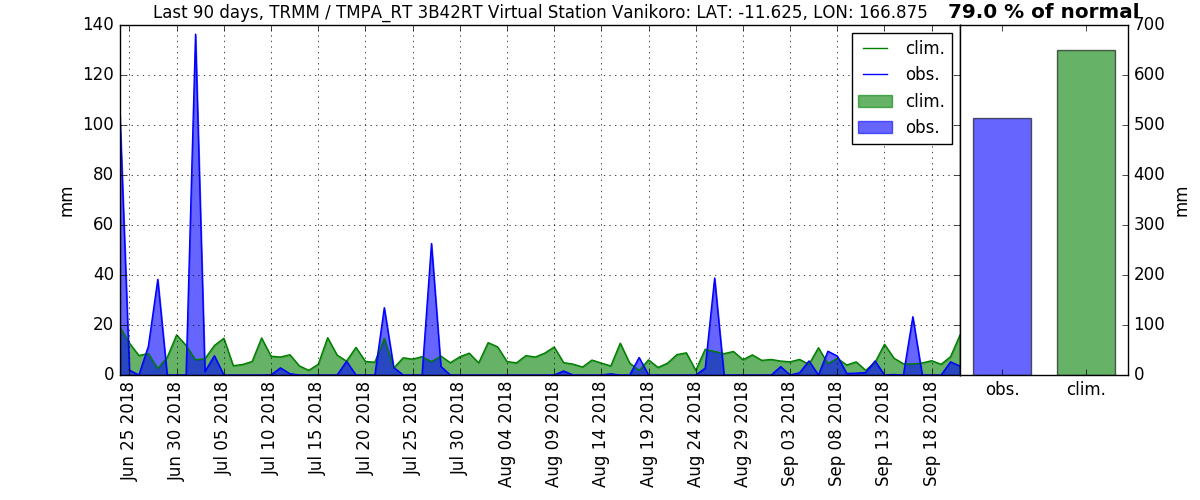 Last 90 days, TRMM / TMPA_RT 3B42RT Virtual Station Vanikoro: LAT: -11.625, LON: 166.875
79.0 % of normal
140
120
100
80
60
40
20
0
mm
clim.
obs.
clim.
obs.
700
600
500
400
300
200
100
0
mm
obs.
clim.
Jun 25 2018
Jun 30 2018
Jul 05 2018
Jul 10 2018
Jul 15 2018
Jul 20 2018
Jul 25 2018
Jul 30 2018
Aug 04 2018
Aug 09 2018
Aug 14 2018
Aug 19 2018
Aug 24 2018
Aug 29 2018
Sep 03 2018
Sep 08 2018
Sep 13 2018
Sep 18 2018